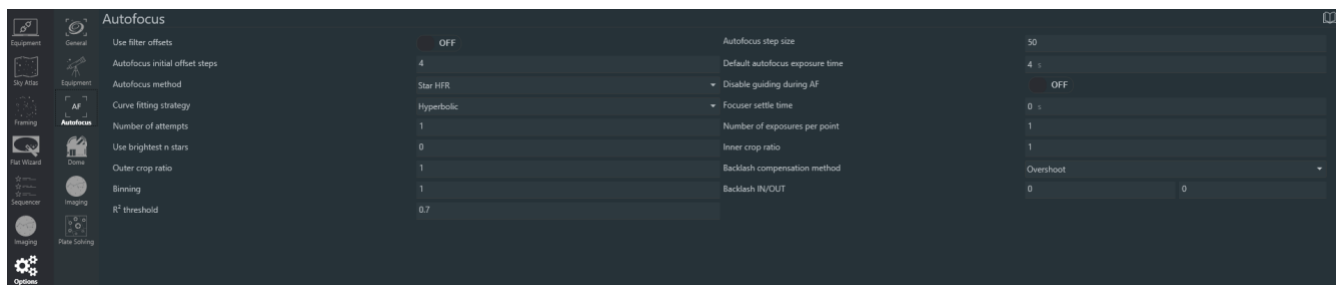 Autofocus
Equipment
General
Use filter offsets
OFF
Autofocus step size
50
Autofocus initial offset steps
4
Default autofocus exposure time
4 s
Sky Atlas
Equipment
Autofocus method
Star HFR
Disable guiding during AF
OFF
AF
Curve fitting strategy
Hyperbolic
Focuser settle time
0 s
Framing
Autofocus
Number of attempts
1
Number of exposures per point
1
Use brightest n stars
0
Inner crop ratio
1
Flat Wizard
Dome
Outer crop ratio
1
Backlash compensation method
Overshoot
Binning
1
Backlash IN/OUT
0
0
Sequencer
Imaging
R² threshold
0.7
Imaging
Plate Solving
Options